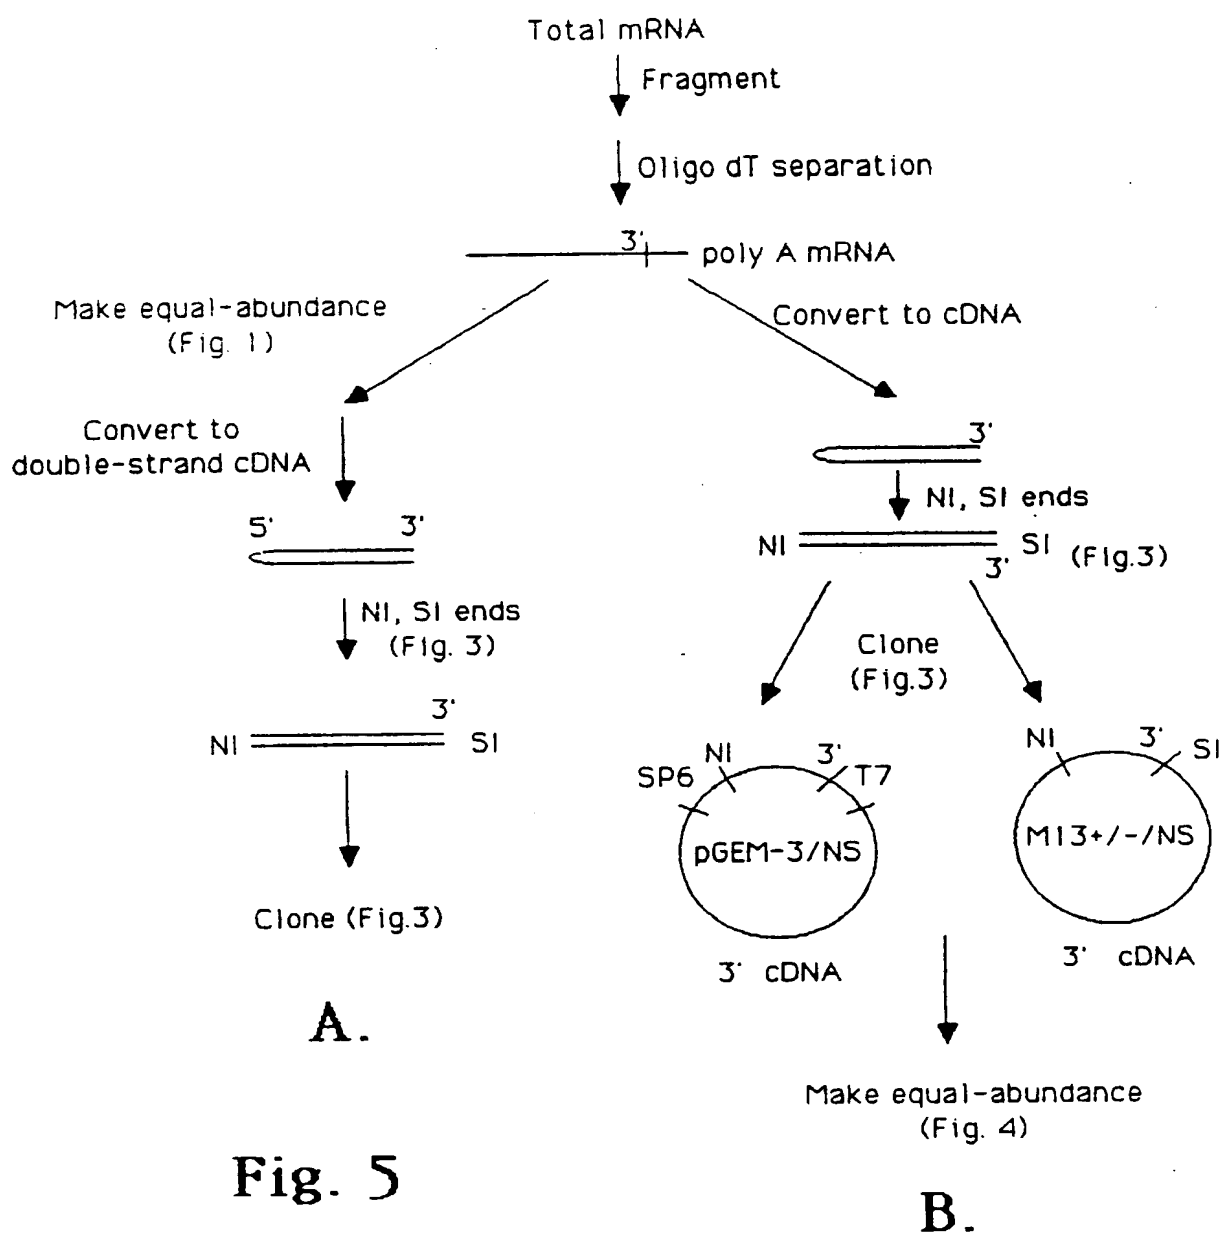 Total mRNA
Fragment
Oligo dT separation
3'
poly A mRNA
Make equal-abundance
(Fig. 1)
Convert to cDNA
Convert to
double-strand cDNA
5' 3'
NI, SI ends
(Fig. 3)
3'
NI SI
Clone (Fig.3)
A.
3'
NI, SI ends
NI SI (Fig.3)
3'
Clone
(Fig.3)
SP6 NI 3' T7
pGEM-3/NS
3' cDNA
NI 3' SI
M13+/-/NS
3' cDNA
Make equal-abundance
(Fig. 4)
B.
Fig. 5